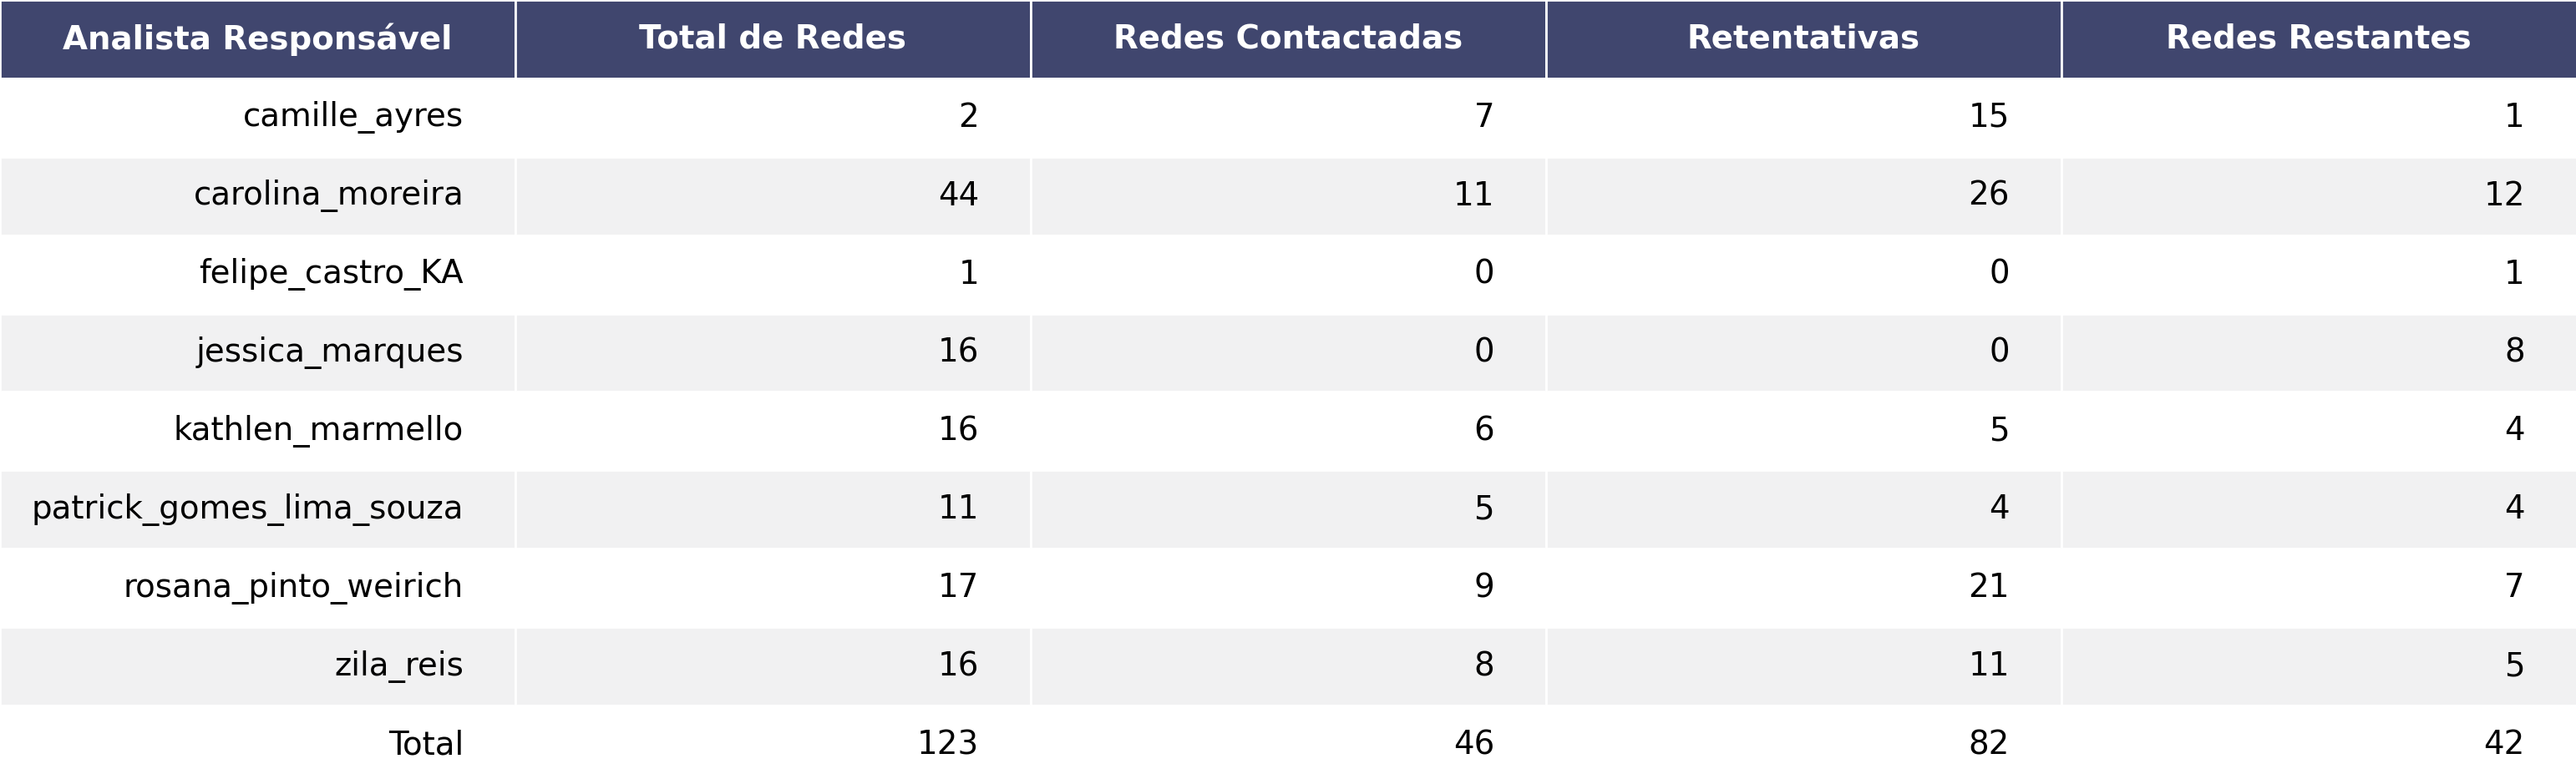 Analista Responsável Total de Redes Redes Contactadas Retentativas Redes Restantes
camille_ayres 2 7 15 1
carolina_moreira 44 11 26 12
felipe_castro_KA 1 0 0 1
jessica_marques 16 0 0 8
kathlen_marmello 16 6 5 4
patrick_gomes_lima_souza 11 5 4 4
rosana_pinto_weirich 17 9 21 7
zila_reis 16 8 11 5
Total 123 46 82 42